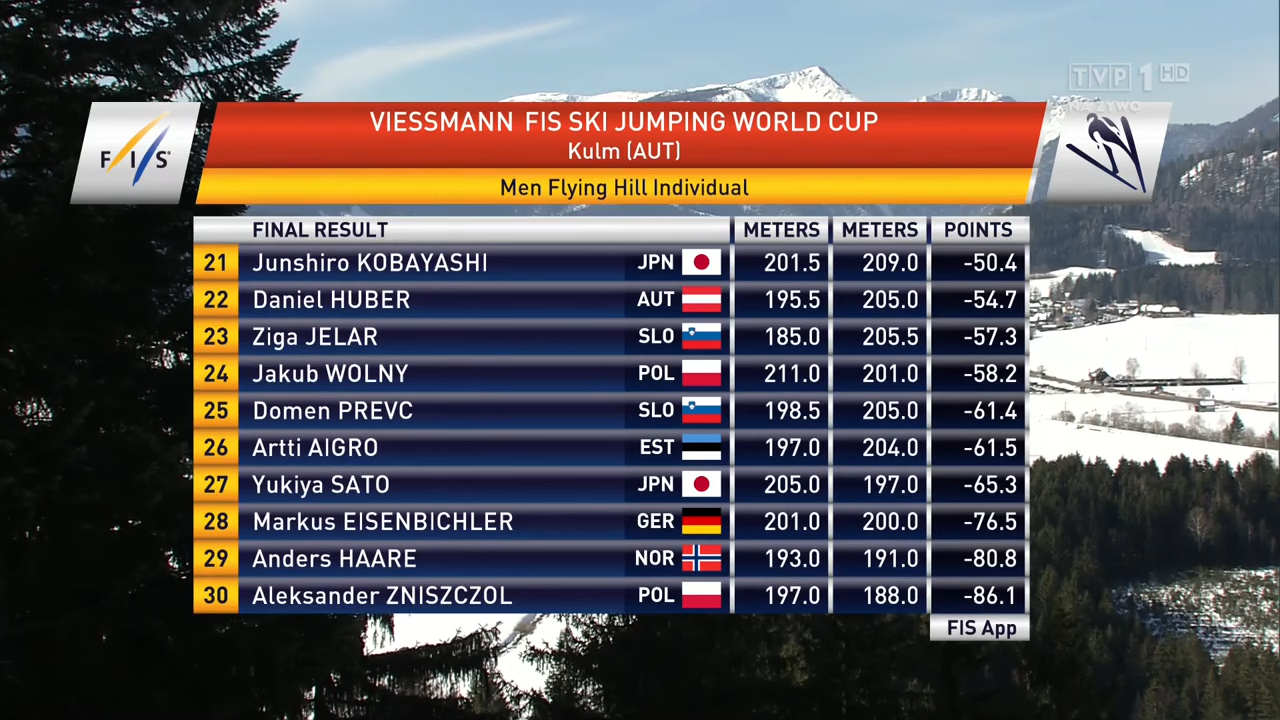 TVP 1 HD
NA ŻYWO
FIS
VIESSMANN FIS SKI JUMPING WORLD CUP
Kulm (AUT)
Men Flying Hill Individual
FINAL RESULT METERS METERS POINTS
21 Junshiro KOBAYASHI JPN 201.5 209.0 -50.4
22 Daniel HUBER AUT 195.5 205.0 -54.7
23 Ziga JELAR SLO 185.0 205.5 -57.3
24 Jakub WOLNY POL 211.0 201.0 -58.2
25 Domen PREVC SLO 198.5 205.0 -61.4
26 Artti AIGRO EST 197.0 204.0 -61.5
27 Yukiya SATO JPN 205.0 197.0 -65.3
28 Markus EISENBICHLER GER 201.0 200.0 -76.5
29 Anders HAARE NOR 193.0 191.0 -80.8
30 Aleksander ZNISZCZOL POL 197.0 188.0 -86.1
FIS App